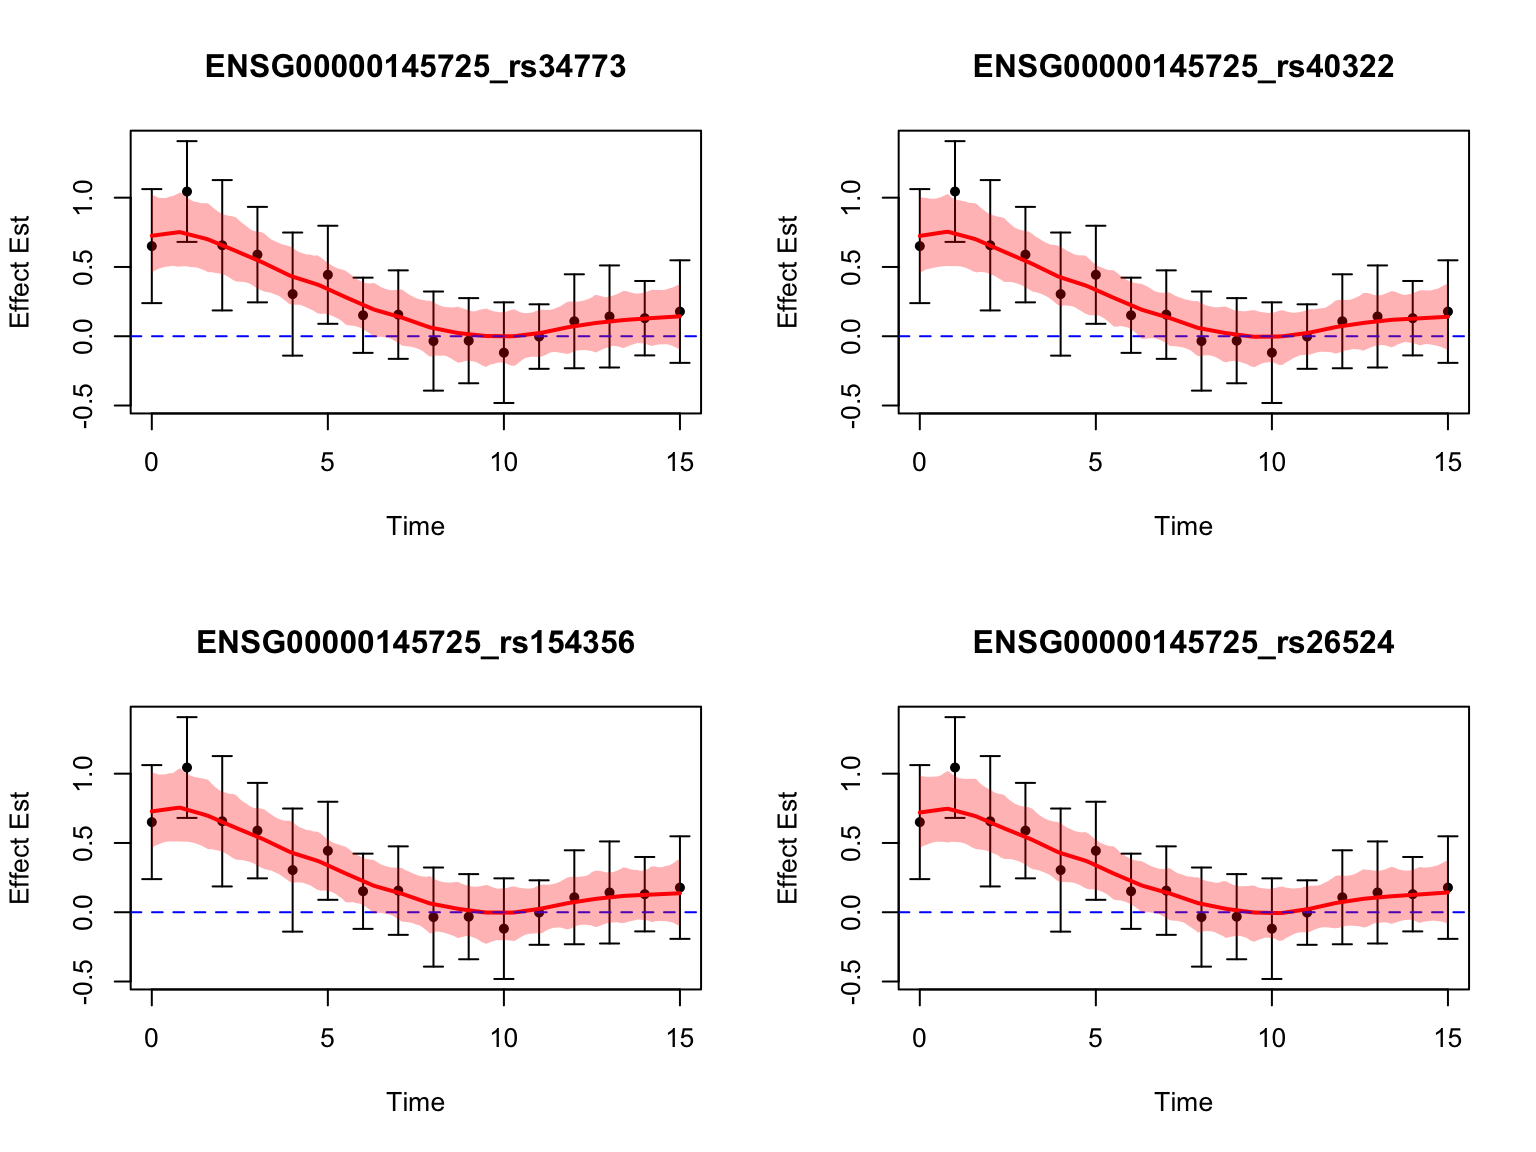 ENSG00000145725_rs34773
Effect Est
1.0
0.5
0.0
-0.5
0 5 10 15
Time
ENSG00000145725_rs40322
Effect Est
1.0
0.5
0.0
-0.5
0 5 10 15
Time
ENSG00000145725_rs154356
Effect Est
1.0
0.5
0.0
-0.5
0 5 10 15
Time
ENSG00000145725_rs26524
Effect Est
1.0
0.5
0.0
-0.5
0 5 10 15
Time